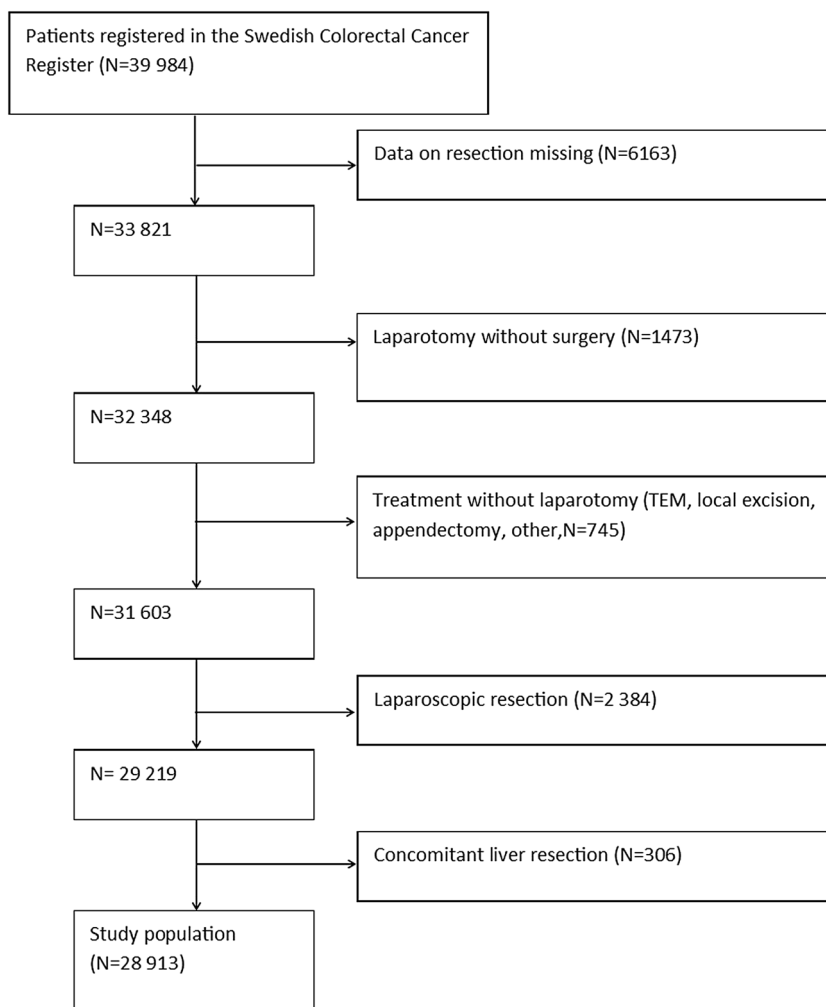 Patients registered in the Swedish Colorectal Cancer
Register (N=39 984)
Data on resection missing (N=6163)
N=33 821
Laparotomy without surgery (N=1473)
N=32 348
Treatment without laparotomy (TEM, local excision,
appendectomy, other,N=745)
N=31 603
Laparoscopic resection (N=2 384)
N= 29 219
Concomitant liver resection (N=306)
Study population
(N=28 913)